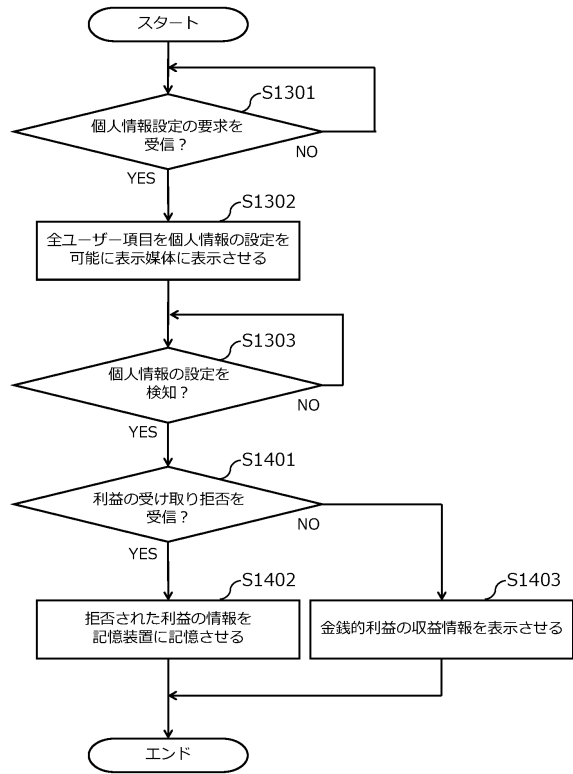 スタート
S1301
個人情報設定の要求を
受信？
NO
YES
S1302
全ユーザー項目を個人情報の設定を
可能に表示媒体に表示させる
S1303
個人情報の設定を
検知？
NO
YES
S1401
利益の受け取り拒否を
受信？
NO
YES
S1402
拒否された利益の情報を
記憶装置に記憶させる
S1403
金銭的利益の収益情報を表示させる
エンド